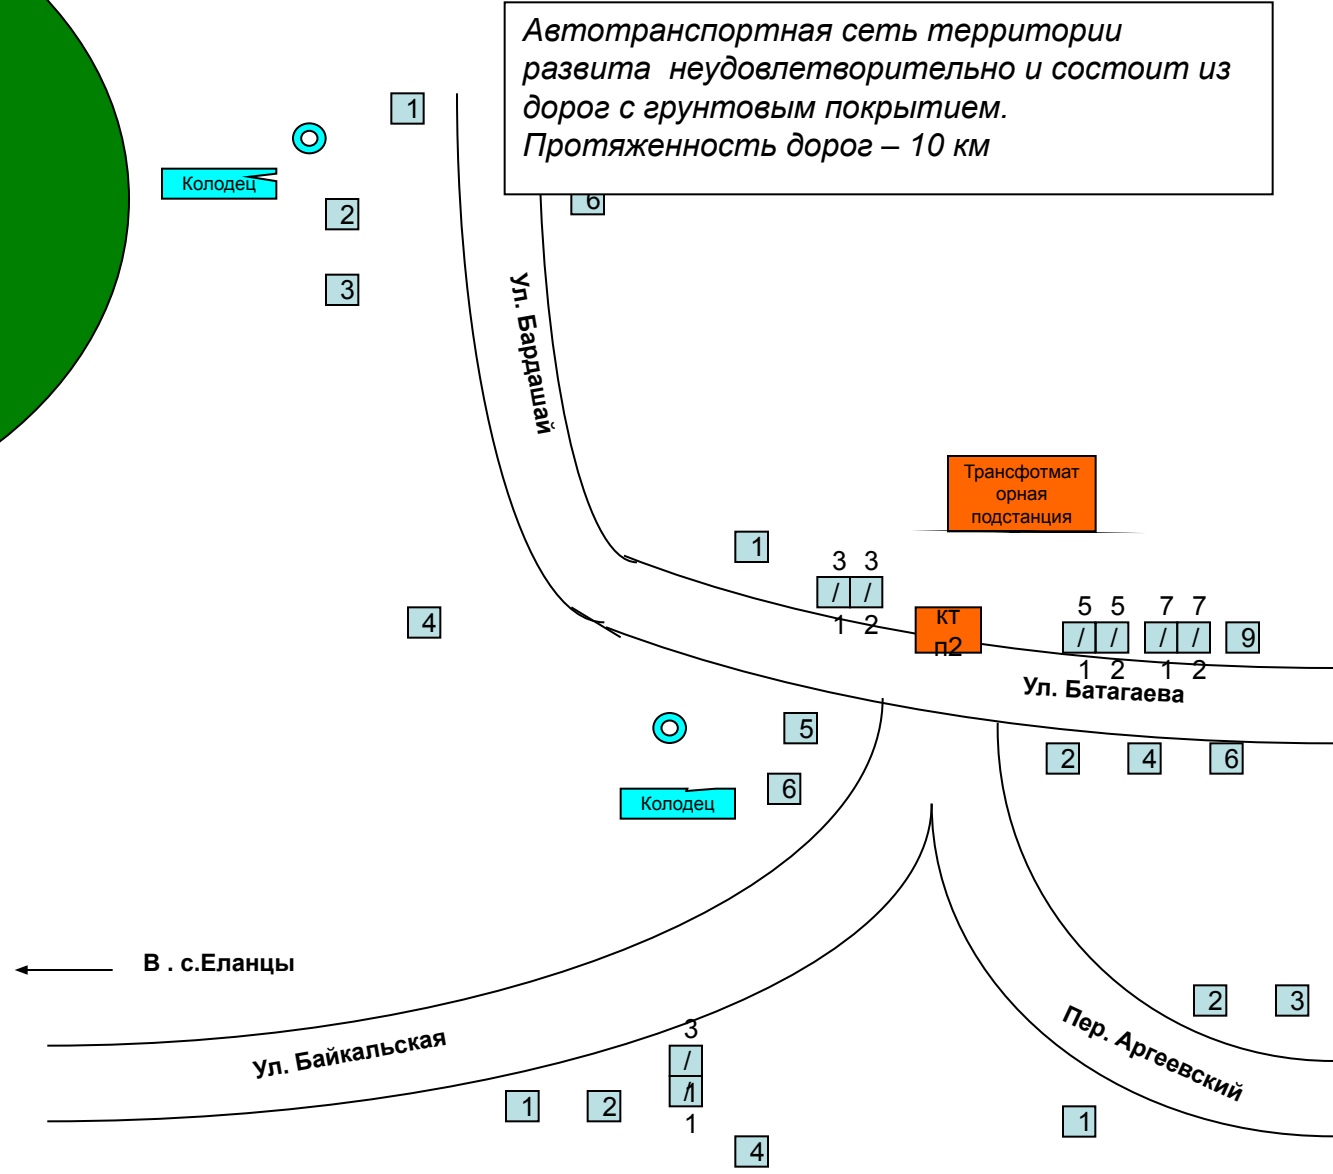 Автотранспортная сеть территории
развита неудовлетворительно и состоит из
дорог с грунтовым покрытием.
Протяженность дорог – 10 км
1
Колодец
2
6
3
Ул. Бардашай
Трансфотмат
орная
подстанция
1
3/1
3/2
кт
п2
5/1
5/2
7/1
7/2
9
4
Ул. Батагаева
5
2
4
6
6
Колодец
В . с.Еланцы
2
3
Пер. Аргеевский
Ул. Байкальская
1
2
3
/
/1
1
4
1